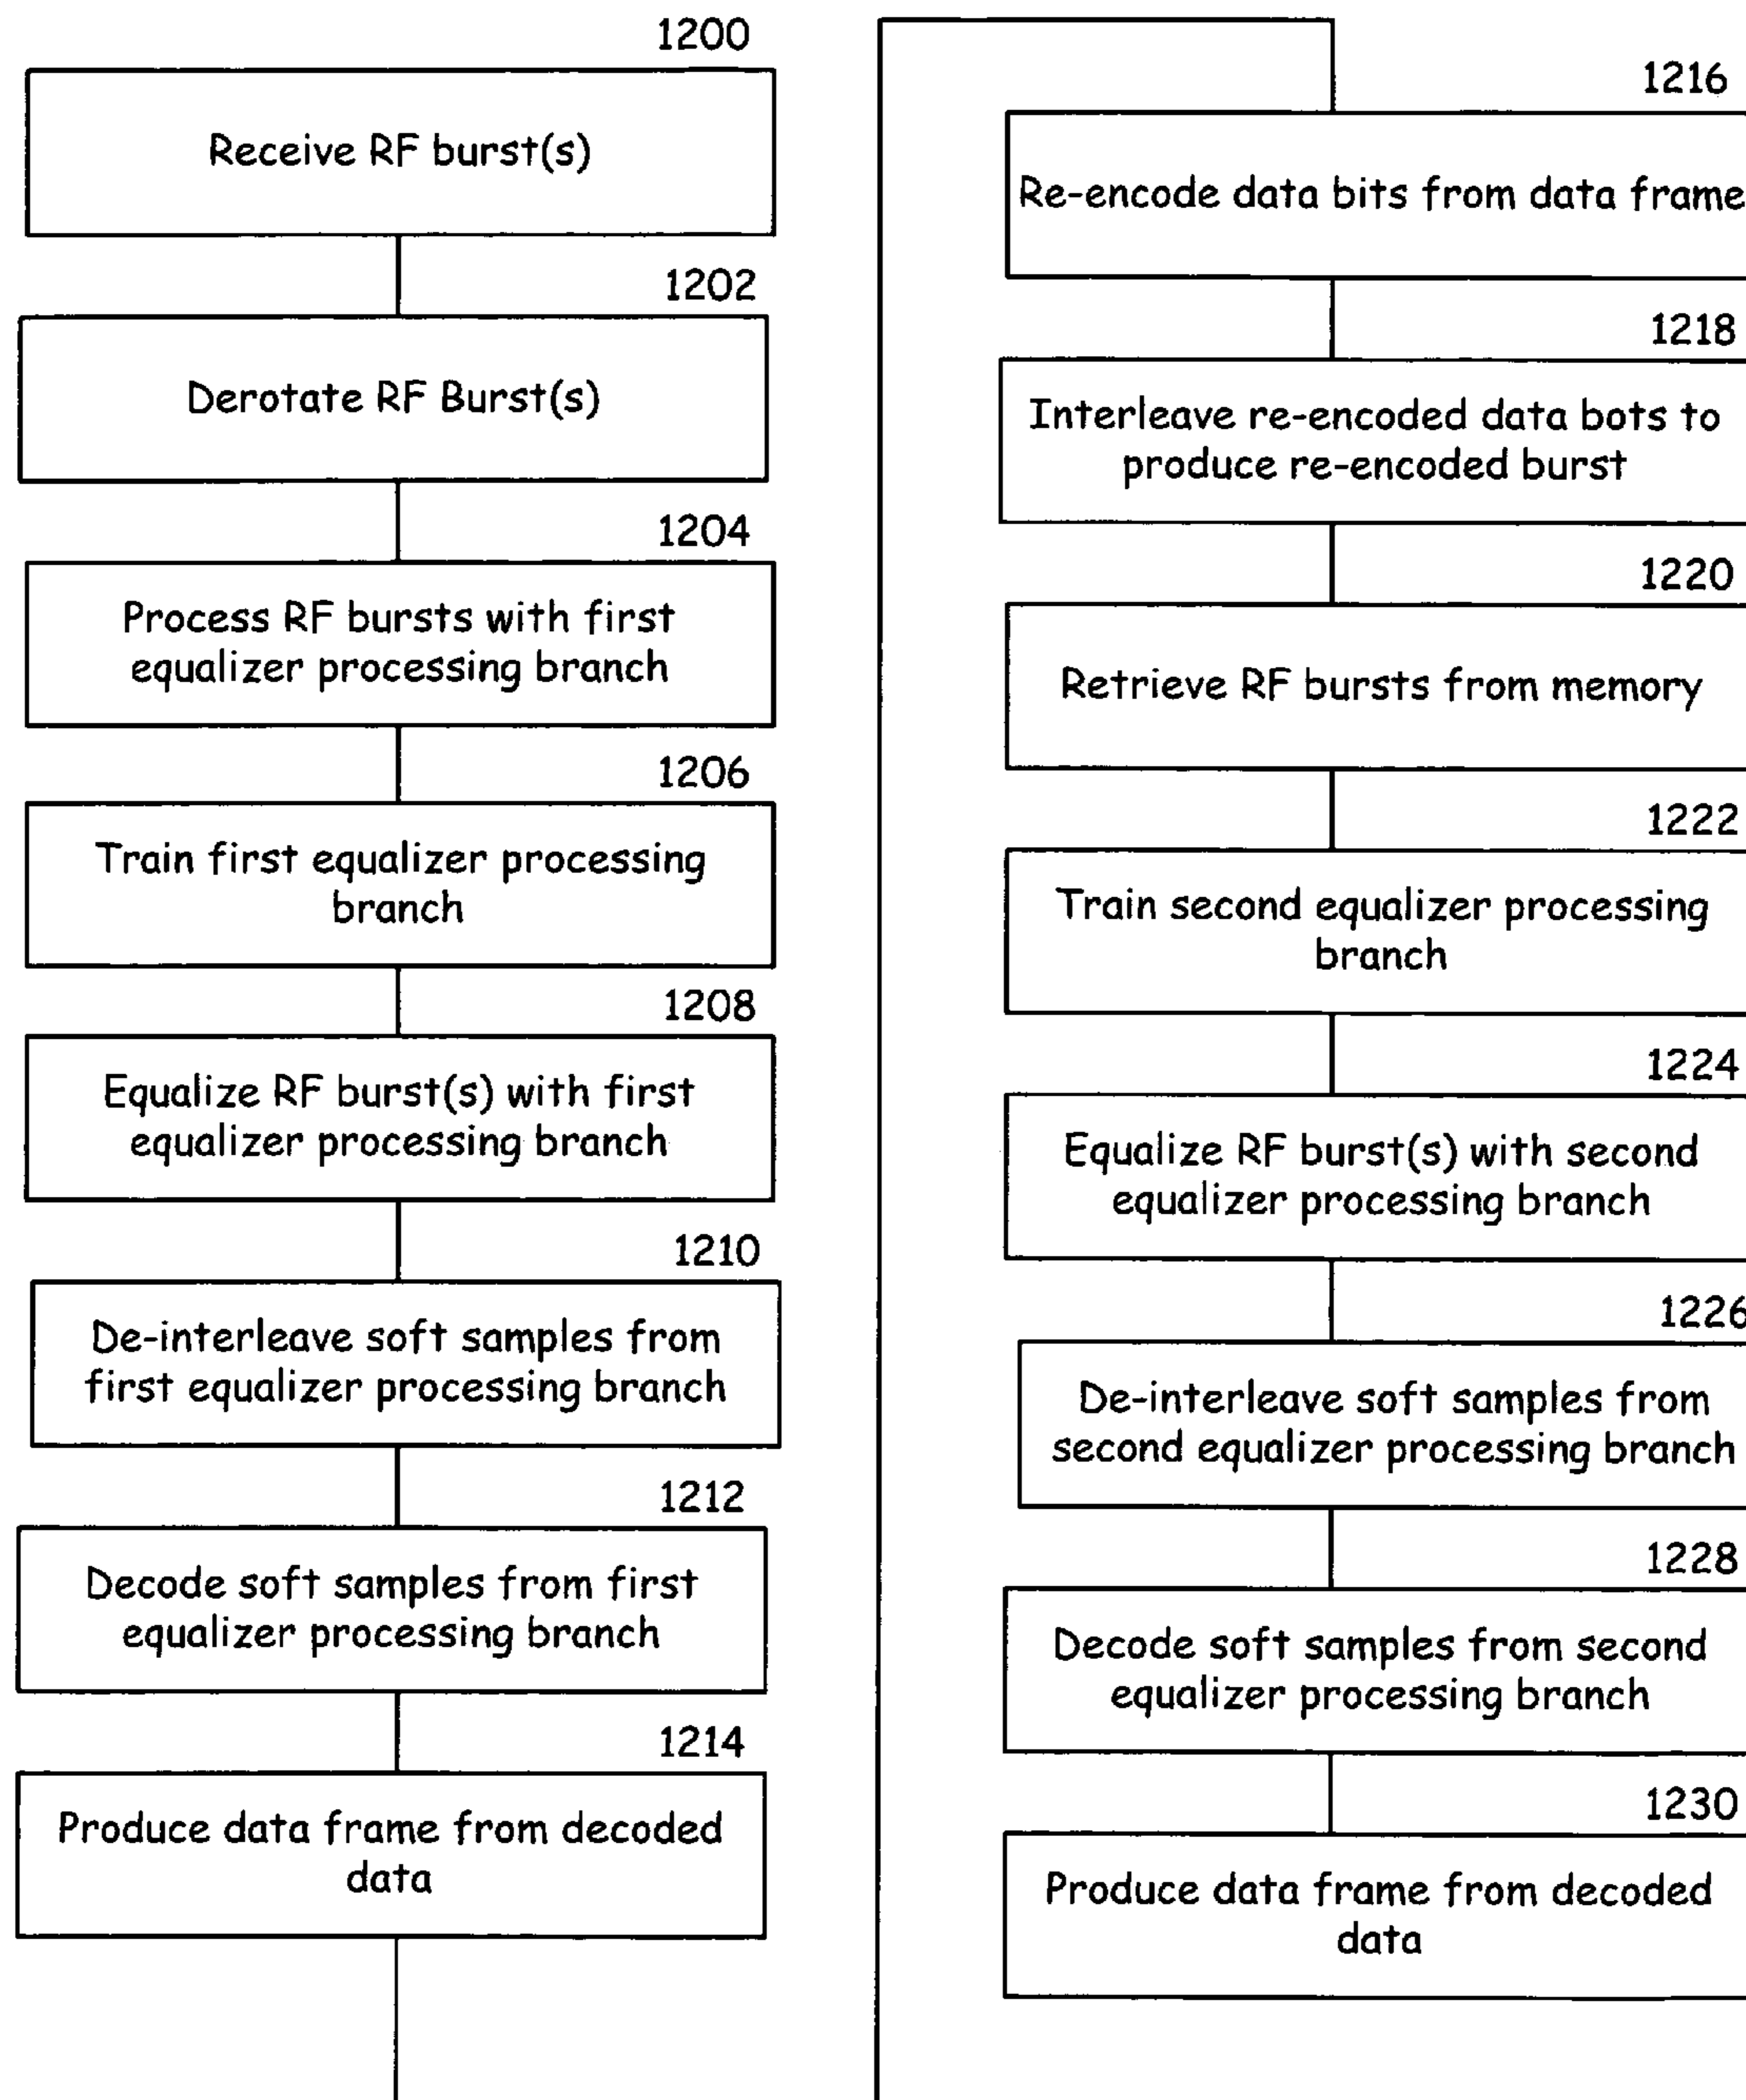 1200
Receive RF burst(s)
1202
Derotate RF Burst(s)
1204
Process RF bursts with first
equalizer processing branch
1206
Train first equalizer processing
branch
1208
Equalize RF burst(s) with first
equalizer processing branch
1210
De-interleave soft samples from
first equalizer processing branch
1212
Decode soft samples from first
equalizer processing branch
1214
Produce data frame from decoded
data
1216
Re-encode data bits from data frame
1218
Interleave re-encoded data bots to
produce re-encoded burst
1220
Retrieve RF bursts from memory
1222
Train second equalizer processing
branch
1224
Equalize RF burst(s) with second
equalizer processing branch
1226
De-interleave soft samples from
second equalizer processing branch
1228
Decode soft samples from second
equalizer processing branch
1230
Produce data frame from decoded
data